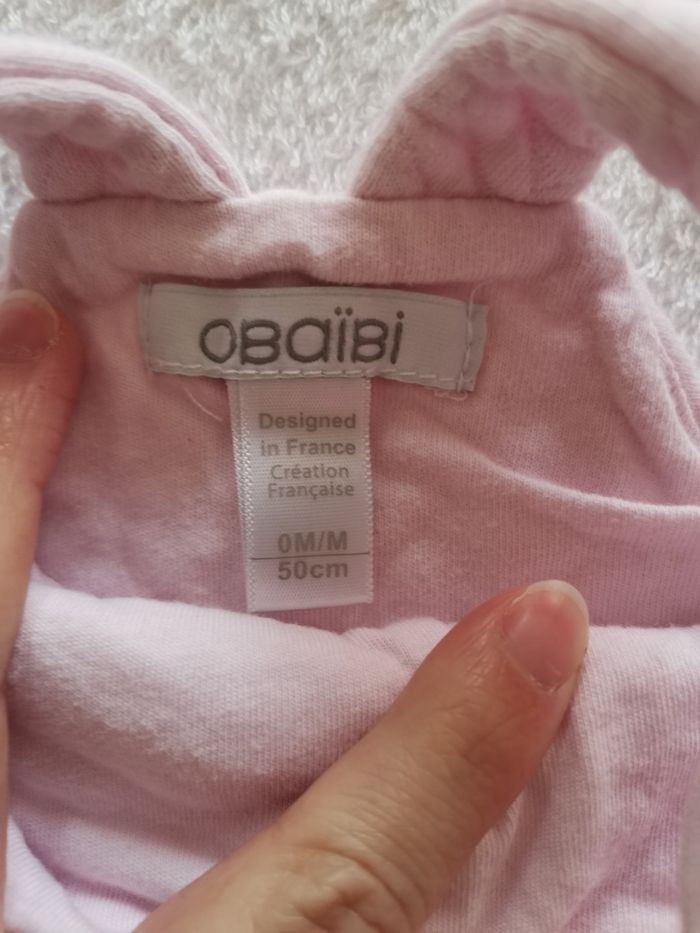 OBaïBi
Designed
in France
Création
Française
0M/M
50cm